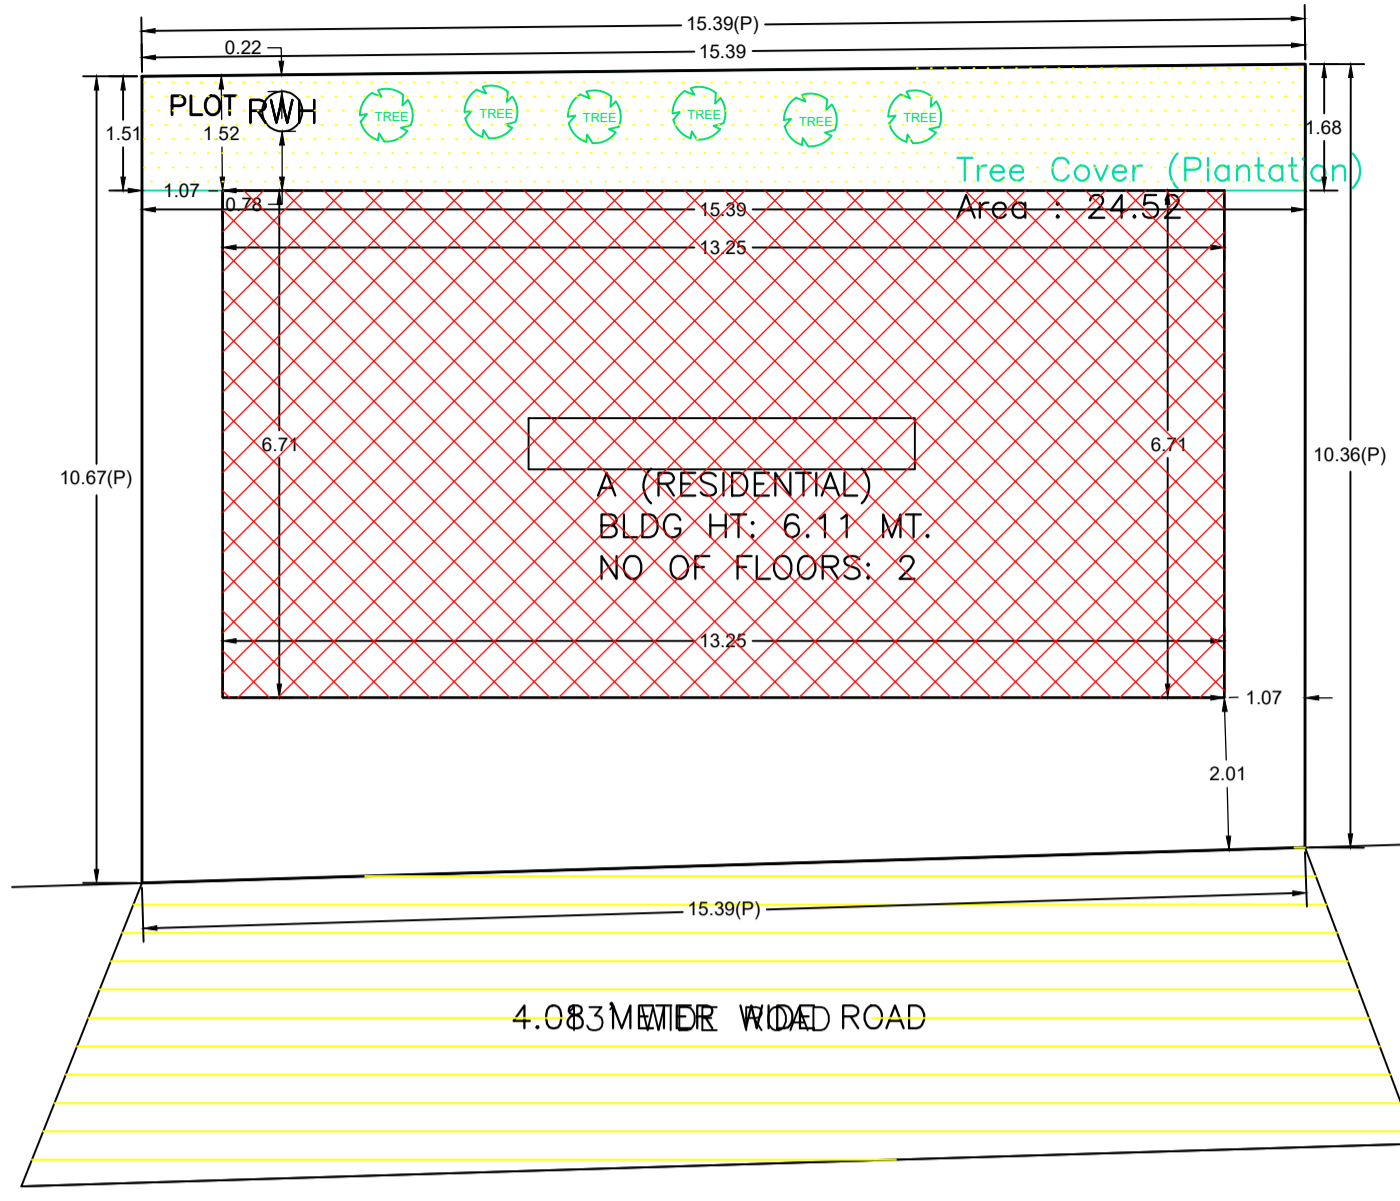 15.39(P)
15.39
0.22
PLOT
RWH
TREE
TREE
TREE
TREE
TREE
TREE
1.51
1.52
1.68
Tree Cover (Plantation)
1.07
0.78
15.39
Area : 24.52
13.25
6.71
6.71
10.67(P)
10.36(P)
A (RESIDENTIAL)
BLDG HT: 6.11 MT.
NO OF FLOORS: 2
13.25
1.07
2.01
15.39(P)
ROAD